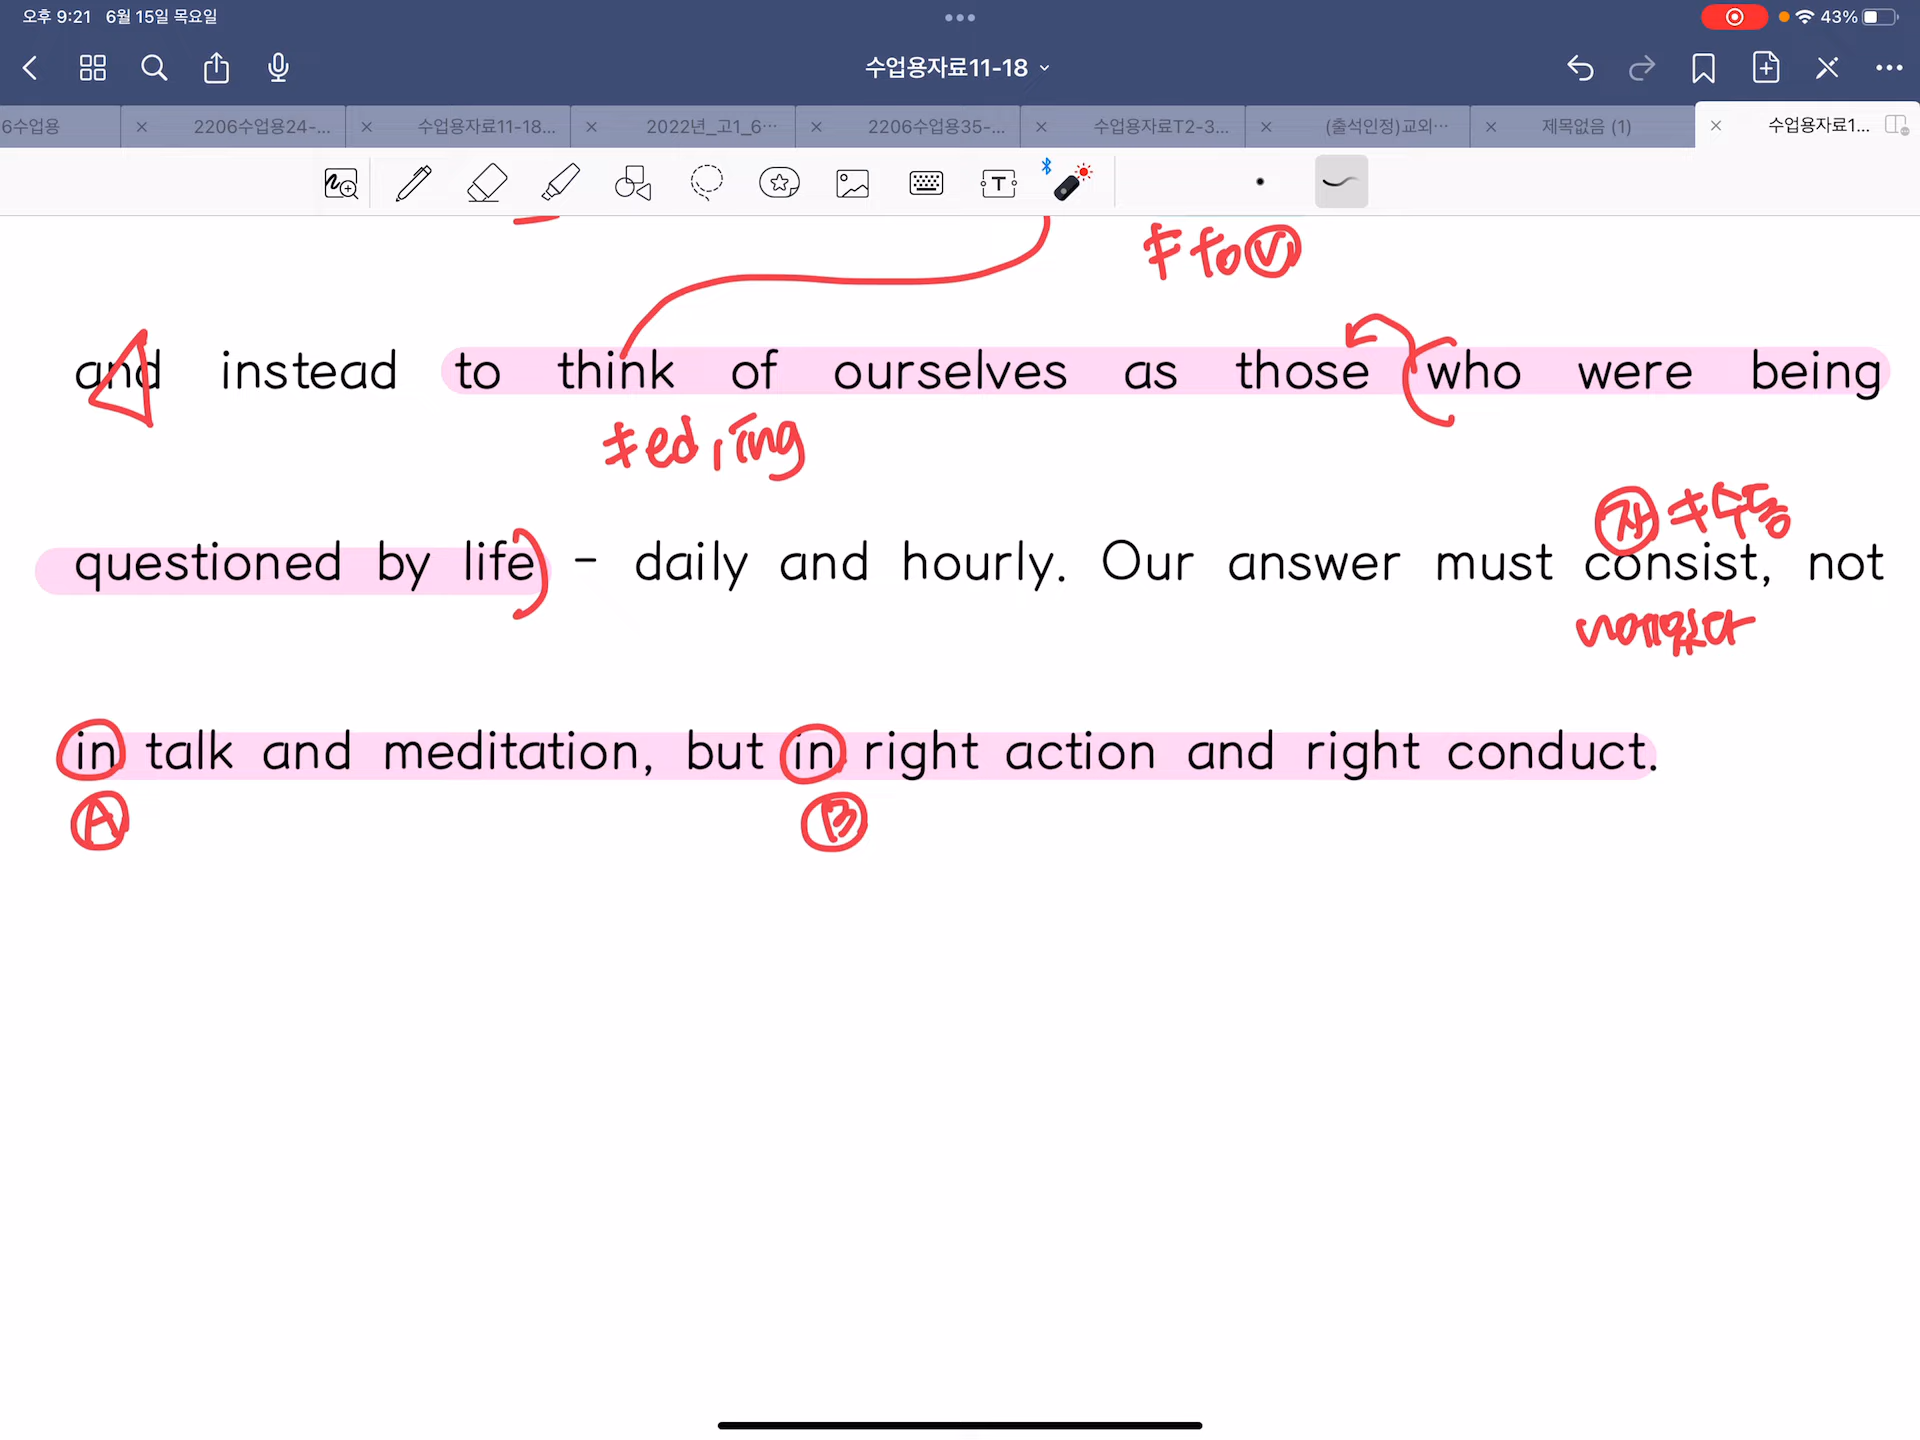 오후 9:21 6월 15일 목요일
43%
수업용자료11-18
6수업용 2206수업용24-... 수업용자료11-18... 2022년_고1_6… 2206수업용35-... 수업용자료T2-3... (출석인정)교외… 제목없음 (1) 수업용자료1...
T
≠ to ⓥ
and instead to think of ourselves as those (who were being
≠ ed, ing
자 ≠ 수동
questioned by life) - daily and hourly. Our answer must consist, not
~에 있다
in talk and meditation, but in right action and right conduct.
Ⓐ Ⓑ